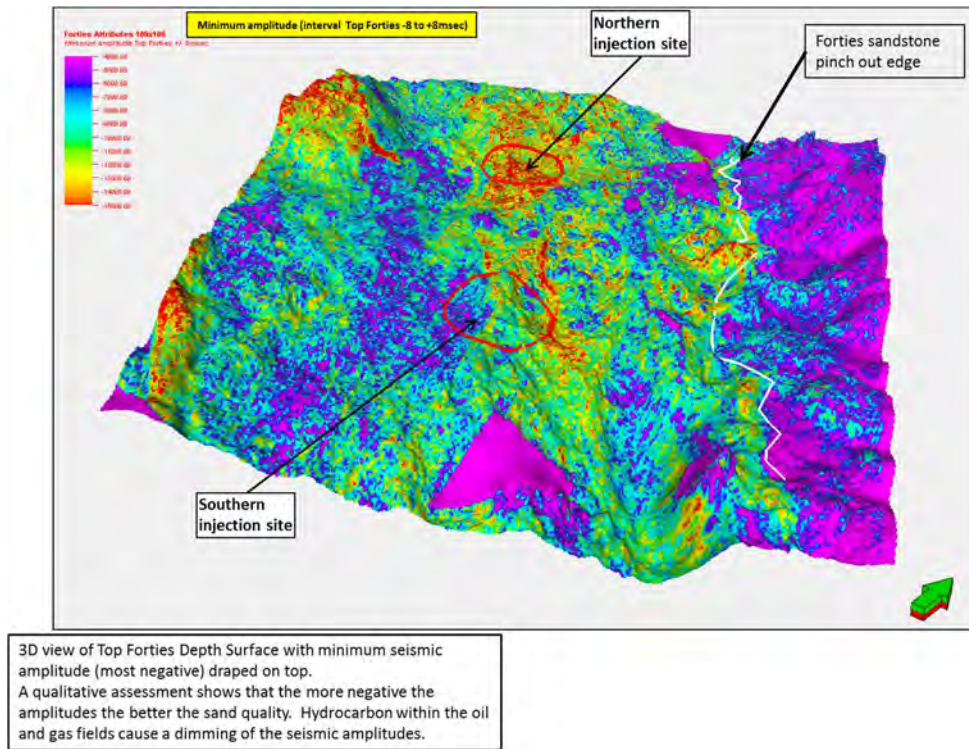 Minimum amplitude (interval Top Forties -8 to +8msec)
Northern
injection site
Forties sandstone
pinch out edge
Forties Attributes 100x100
Southern
injection site
3D view of Top Forties Depth Surface with minimum seismic
amplitude (most negative) draped on top.
A qualitative assessment shows that the more negative the
amplitudes the better the sand quality. Hydrocarbon within the oil
and gas fields cause a dimming of the seismic amplitudes.